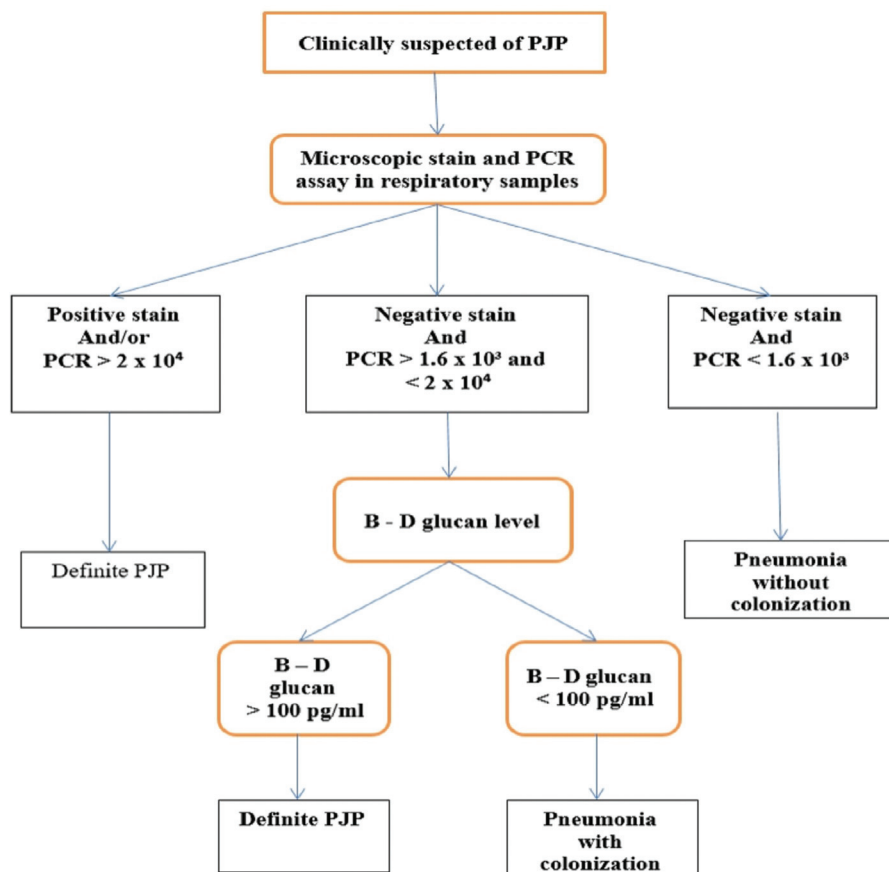 Clinically suspected of PJP
Microscopic stain and PCR
assay in respiratory samples
Positive stain
And/or
PCR > 2 x 10⁴
Negative stain
And
PCR > 1.6 x 10³ and
< 2 x 10⁴
Negative stain
And
PCR < 1.6 x 10³
B - D glucan level
Definite PJP
Pneumonia
without
colonization
B – D
glucan
> 100 pg/ml
B – D glucan
< 100 pg/ml
Definite PJP
Pneumonia
with
colonization